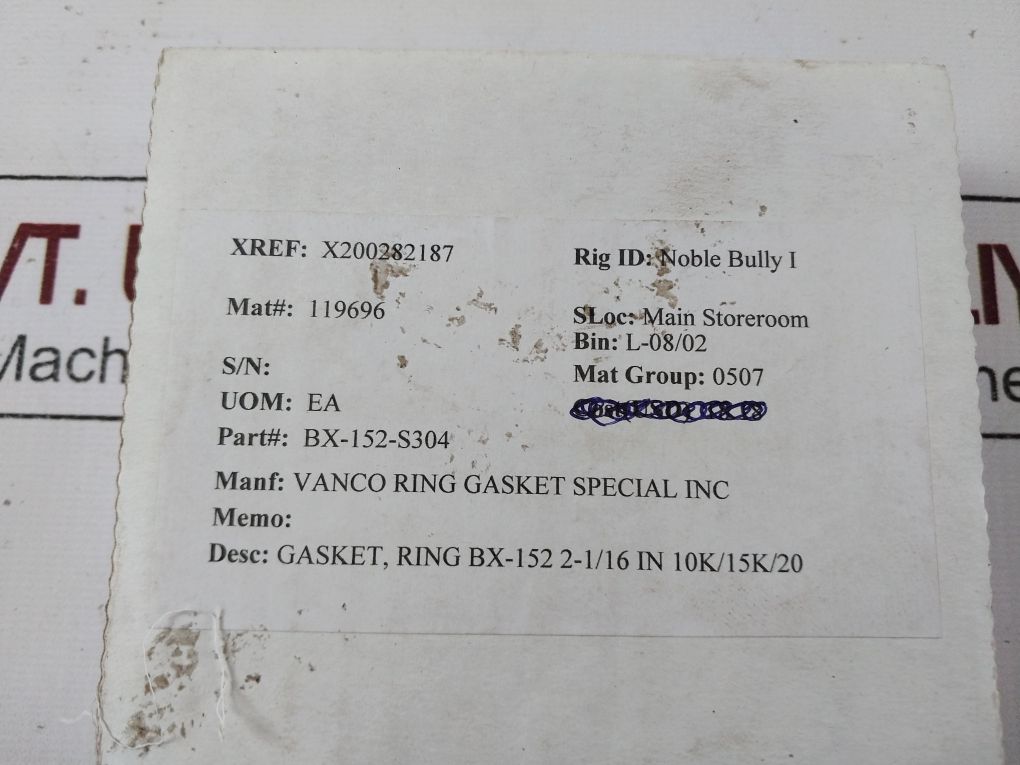 XREF: X200282187
Rig ID: Noble Bully I
Mat#: 119696
SLoc: Main Storeroom
Bin: L-08/02
S/N:
Mat Group: 0507
UOM: EA
Part#: BX-152-S304
Manf: VANCO RING GASKET SPECIAL INC
Memo:
Desc: GASKET, RING BX-152 2-1/16 IN 10K/15K/20
VT.
Mach